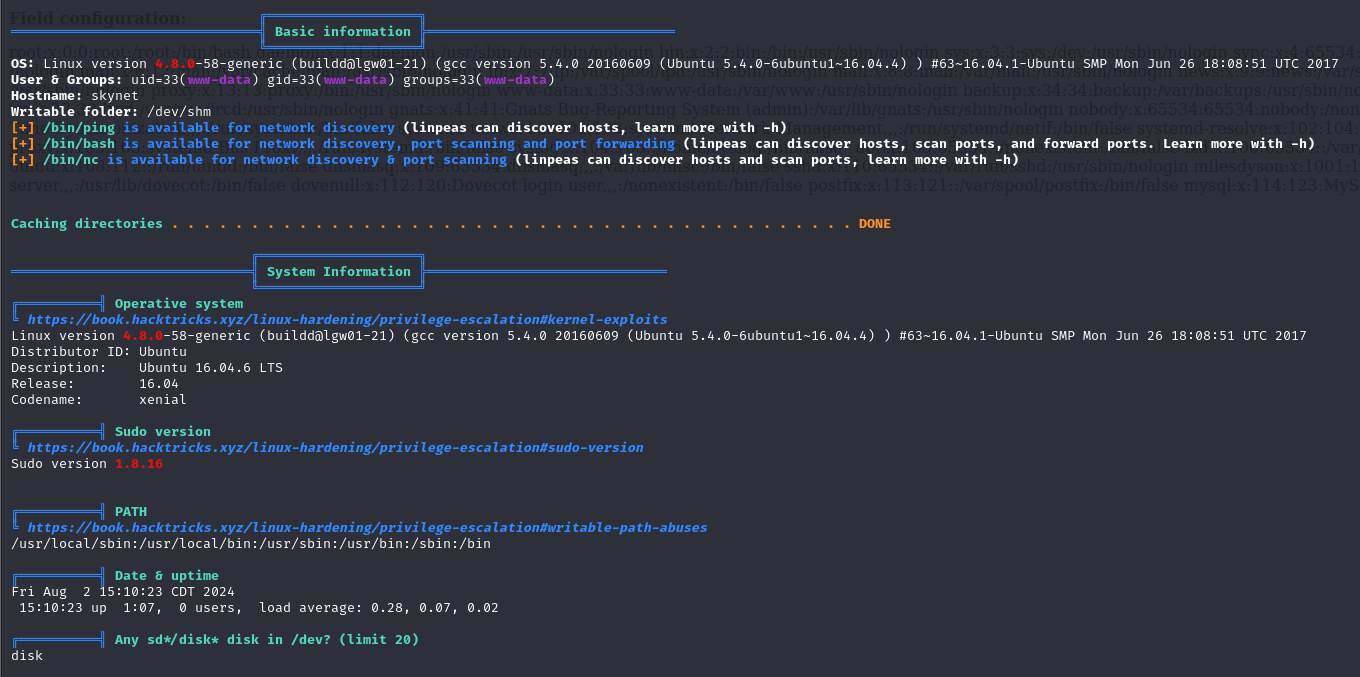 Field configuration:
Basic information
OS: Linux version 4.8.0-58-generic (buildd@lgw01-21) (gcc version 5.4.0 20160609 (Ubuntu 5.4.0-6ubuntu1~16.04.4) ) #63~16.04.1-Ubuntu SMP Mon Jun 26 18:08:51 UTC 2017
User & Groups: uid=33(www-data) gid=33(www-data) groups=33(www-data)
Hostname: skynet
Writable folder: /dev/shm
[+] /bin/ping is available for network discovery (linpeas can discover hosts, learn more with -h)
[+] /bin/bash is available for network discovery, port scanning and port forwarding (linpeas can discover hosts, scan ports, and forward ports. Learn more with -h)
[+] /bin/nc is available for network discovery & port scanning (linpeas can discover hosts and scan ports, learn more with -h)
Caching directories . . . . . . . . . . . . . . . . . . . . . . . . . . . . . . . . . . . . . . . . . . . DONE
System Information
Operative system
https://book.hacktricks.xyz/linux-hardening/privilege-escalation#kernel-exploits
Linux version 4.8.0-58-generic (buildd@lgw01-21) (gcc version 5.4.0 20160609 (Ubuntu 5.4.0-6ubuntu1~16.04.4) ) #63~16.04.1-Ubuntu SMP Mon Jun 26 18:08:51 UTC 2017
Distributor ID: Ubuntu
Description:    Ubuntu 16.04.6 LTS
Release:        16.04
Codename:       xenial
Sudo version
https://book.hacktricks.xyz/linux-hardening/privilege-escalation#sudo-version
Sudo version 1.8.16
PATH
https://book.hacktricks.xyz/linux-hardening/privilege-escalation#writable-path-abuses
/usr/local/sbin:/usr/local/bin:/usr/sbin:/usr/bin:/sbin:/bin
Date & uptime
Fri Aug  2 15:10:23 CDT 2024
 15:10:23 up  1:07,  0 users,  load average: 0.28, 0.07, 0.02
Any sd*/disk* disk in /dev? (limit 20)
disk